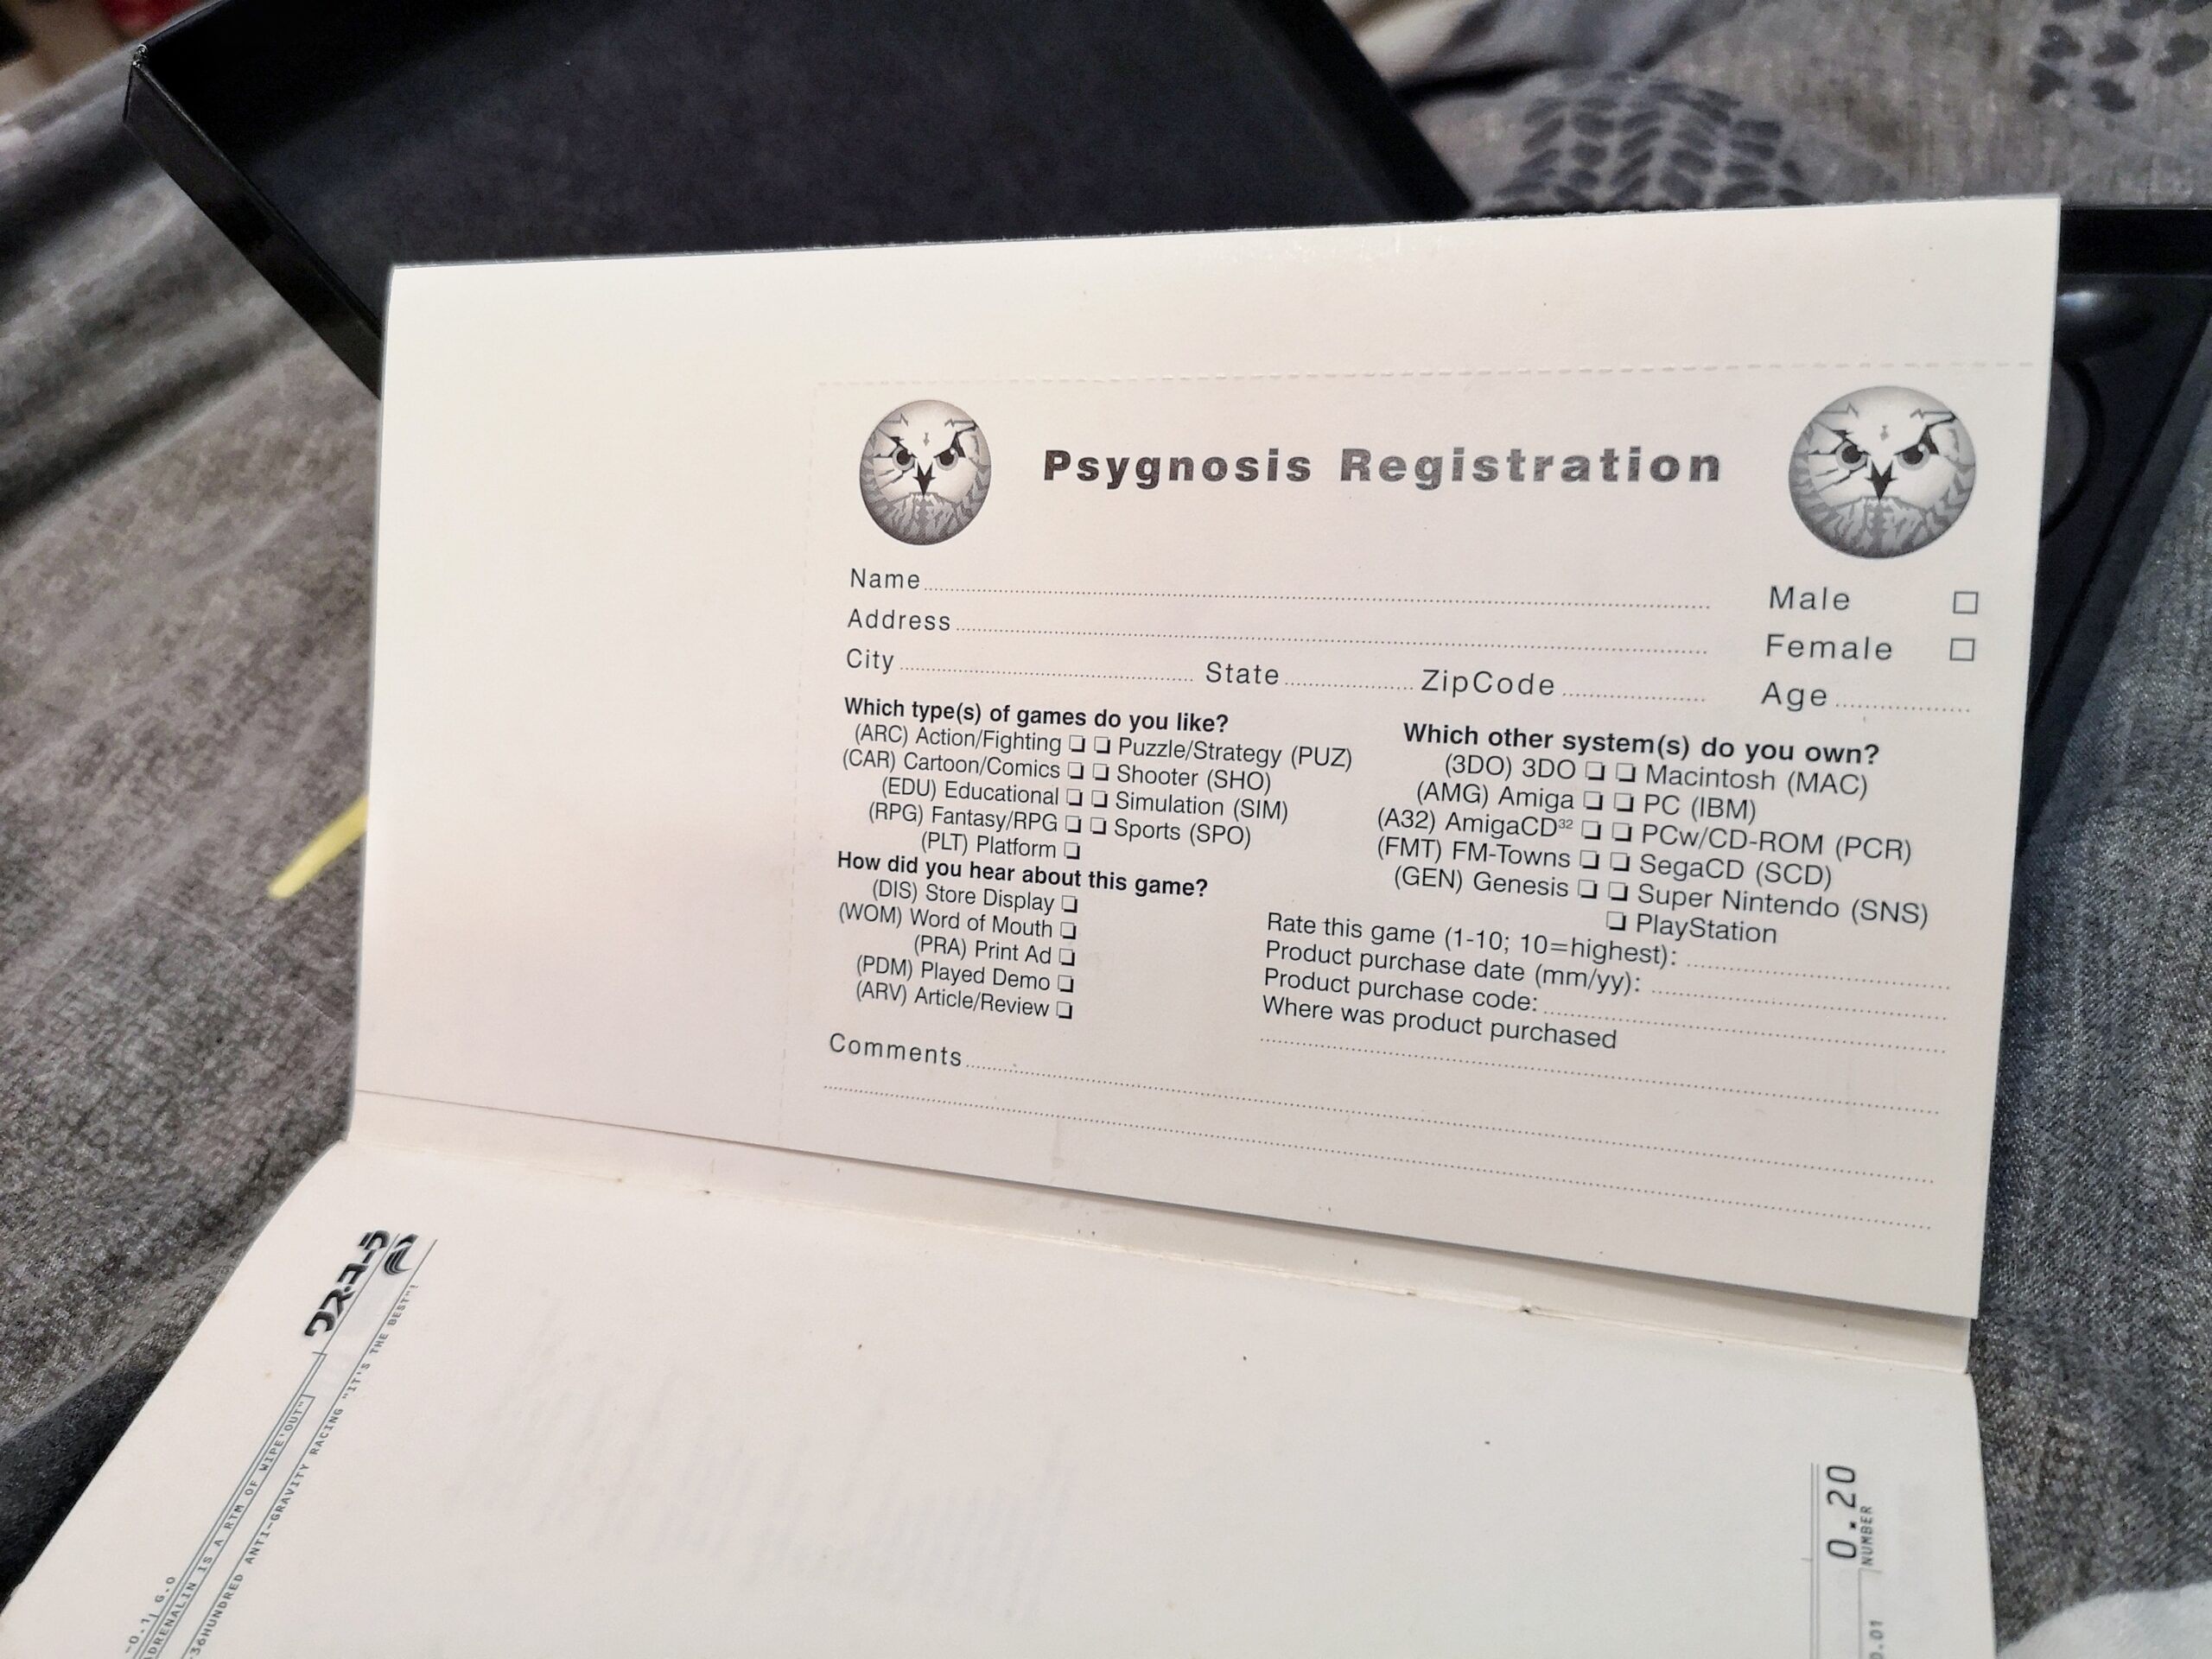 Psygnosis Registration
Name
Male
Address
Female
City State ZipCode
Age
Which type(s) of games do you like?
(ARC) Action/Fighting Puzzle/Strategy (PUZ)
(CAR) Cartoon/Comics Shooter (SHO)
(EDU) Educational Simulation (SIM)
(RPG) Fantasy/RPG Sports (SPO)
(PLT) Platform
How did you hear about this game?
(DIS) Store Display
(WOM) Word of Mouth
(PRA) Print Ad
(PDM) Played Demo
(ARV) Article/Review
Which other system(s) do you own?
(3DO) 3DO Macintosh (MAC)
(AMG) Amiga PC (IBM)
(A32) AmigaCD³² PCw/CD-ROM (PCR)
(FMT) FM-Towns SegaCD (SCD)
(GEN) Genesis Super Nintendo (SNS)
PlayStation
Rate this game (1-10; 10=highest):
Product purchase date (mm/yy):
Product purchase code:
Where was product purchased
Comments
ADRENALIN IS A RTM OF WIPE'OUT"
36HUNDRED ANTI-GRAVITY RACING "IT'S THE BEST"!
0.20
NUMBER